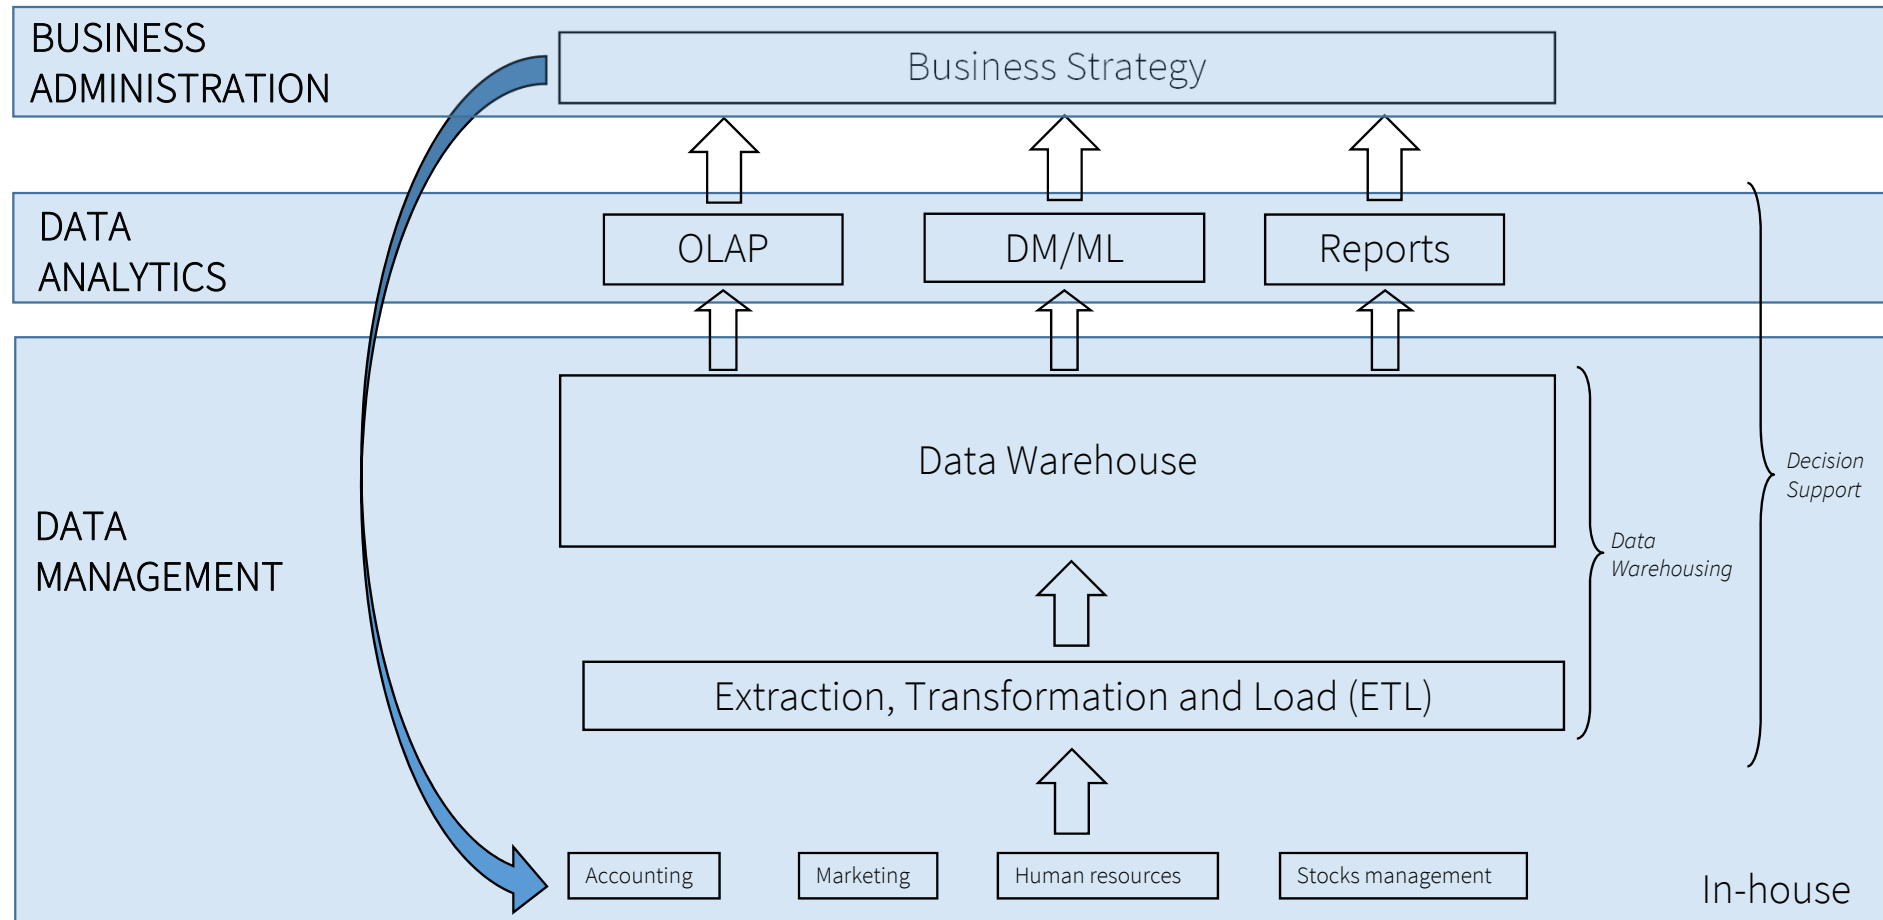 BUSINESS
ADMINISTRATION
Business Strategy
DATA
ANALYTICS
OLAP
DM/ML
Reports
Data Warehouse
Decision
Support
DATA
MANAGEMENT
Data
Warehousing
Extraction, Transformation and Load (ETL)
Accounting
Marketing
Human resources
Stocks management
In-house